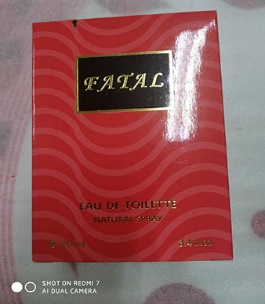 FATAL
EAU DE TOILETTE
NATURAL SPRAY
SHOT ON REDMI 7
AI DUAL CAMERA